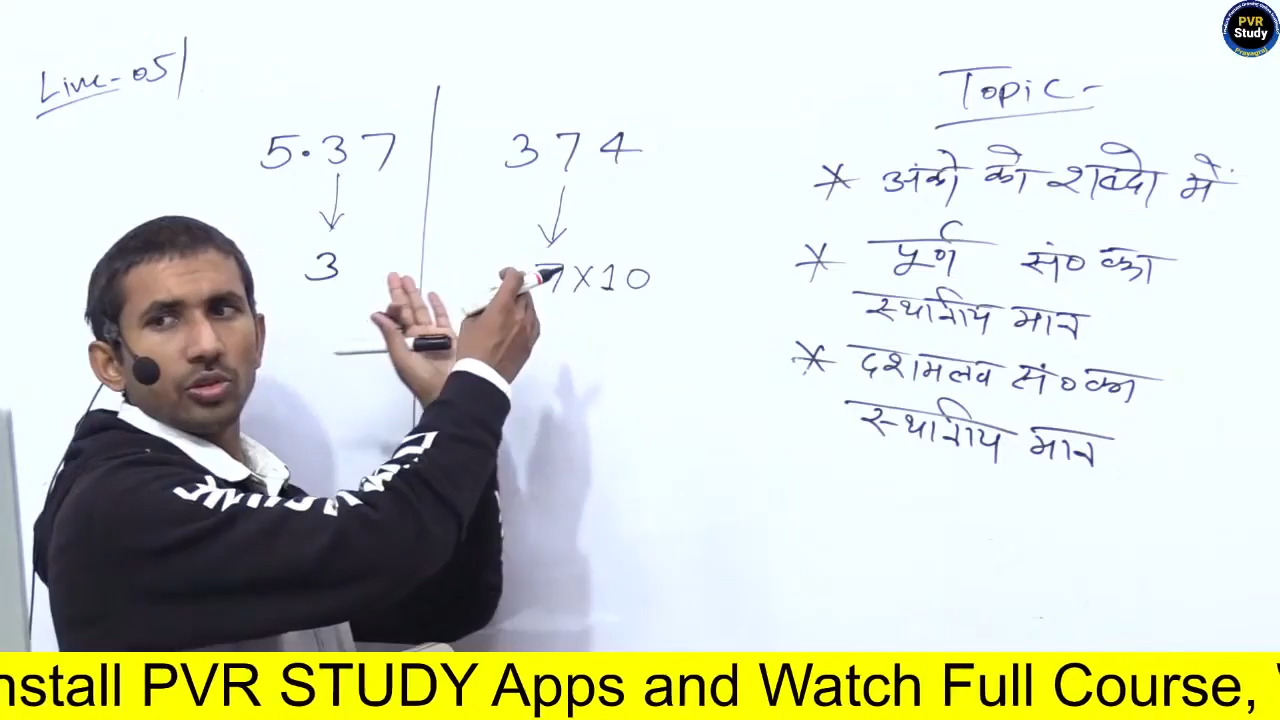 Live-05/
5.37
3
374
7×10
Topic-
* अंको को शब्दो में
* पूर्ण सं० का
स्थानीय मान
* दशमलव सं० का
स्थानीय मान
PVR
Study
Prayagraj
nstall PVR STUDY Apps and Watch Full Course, W